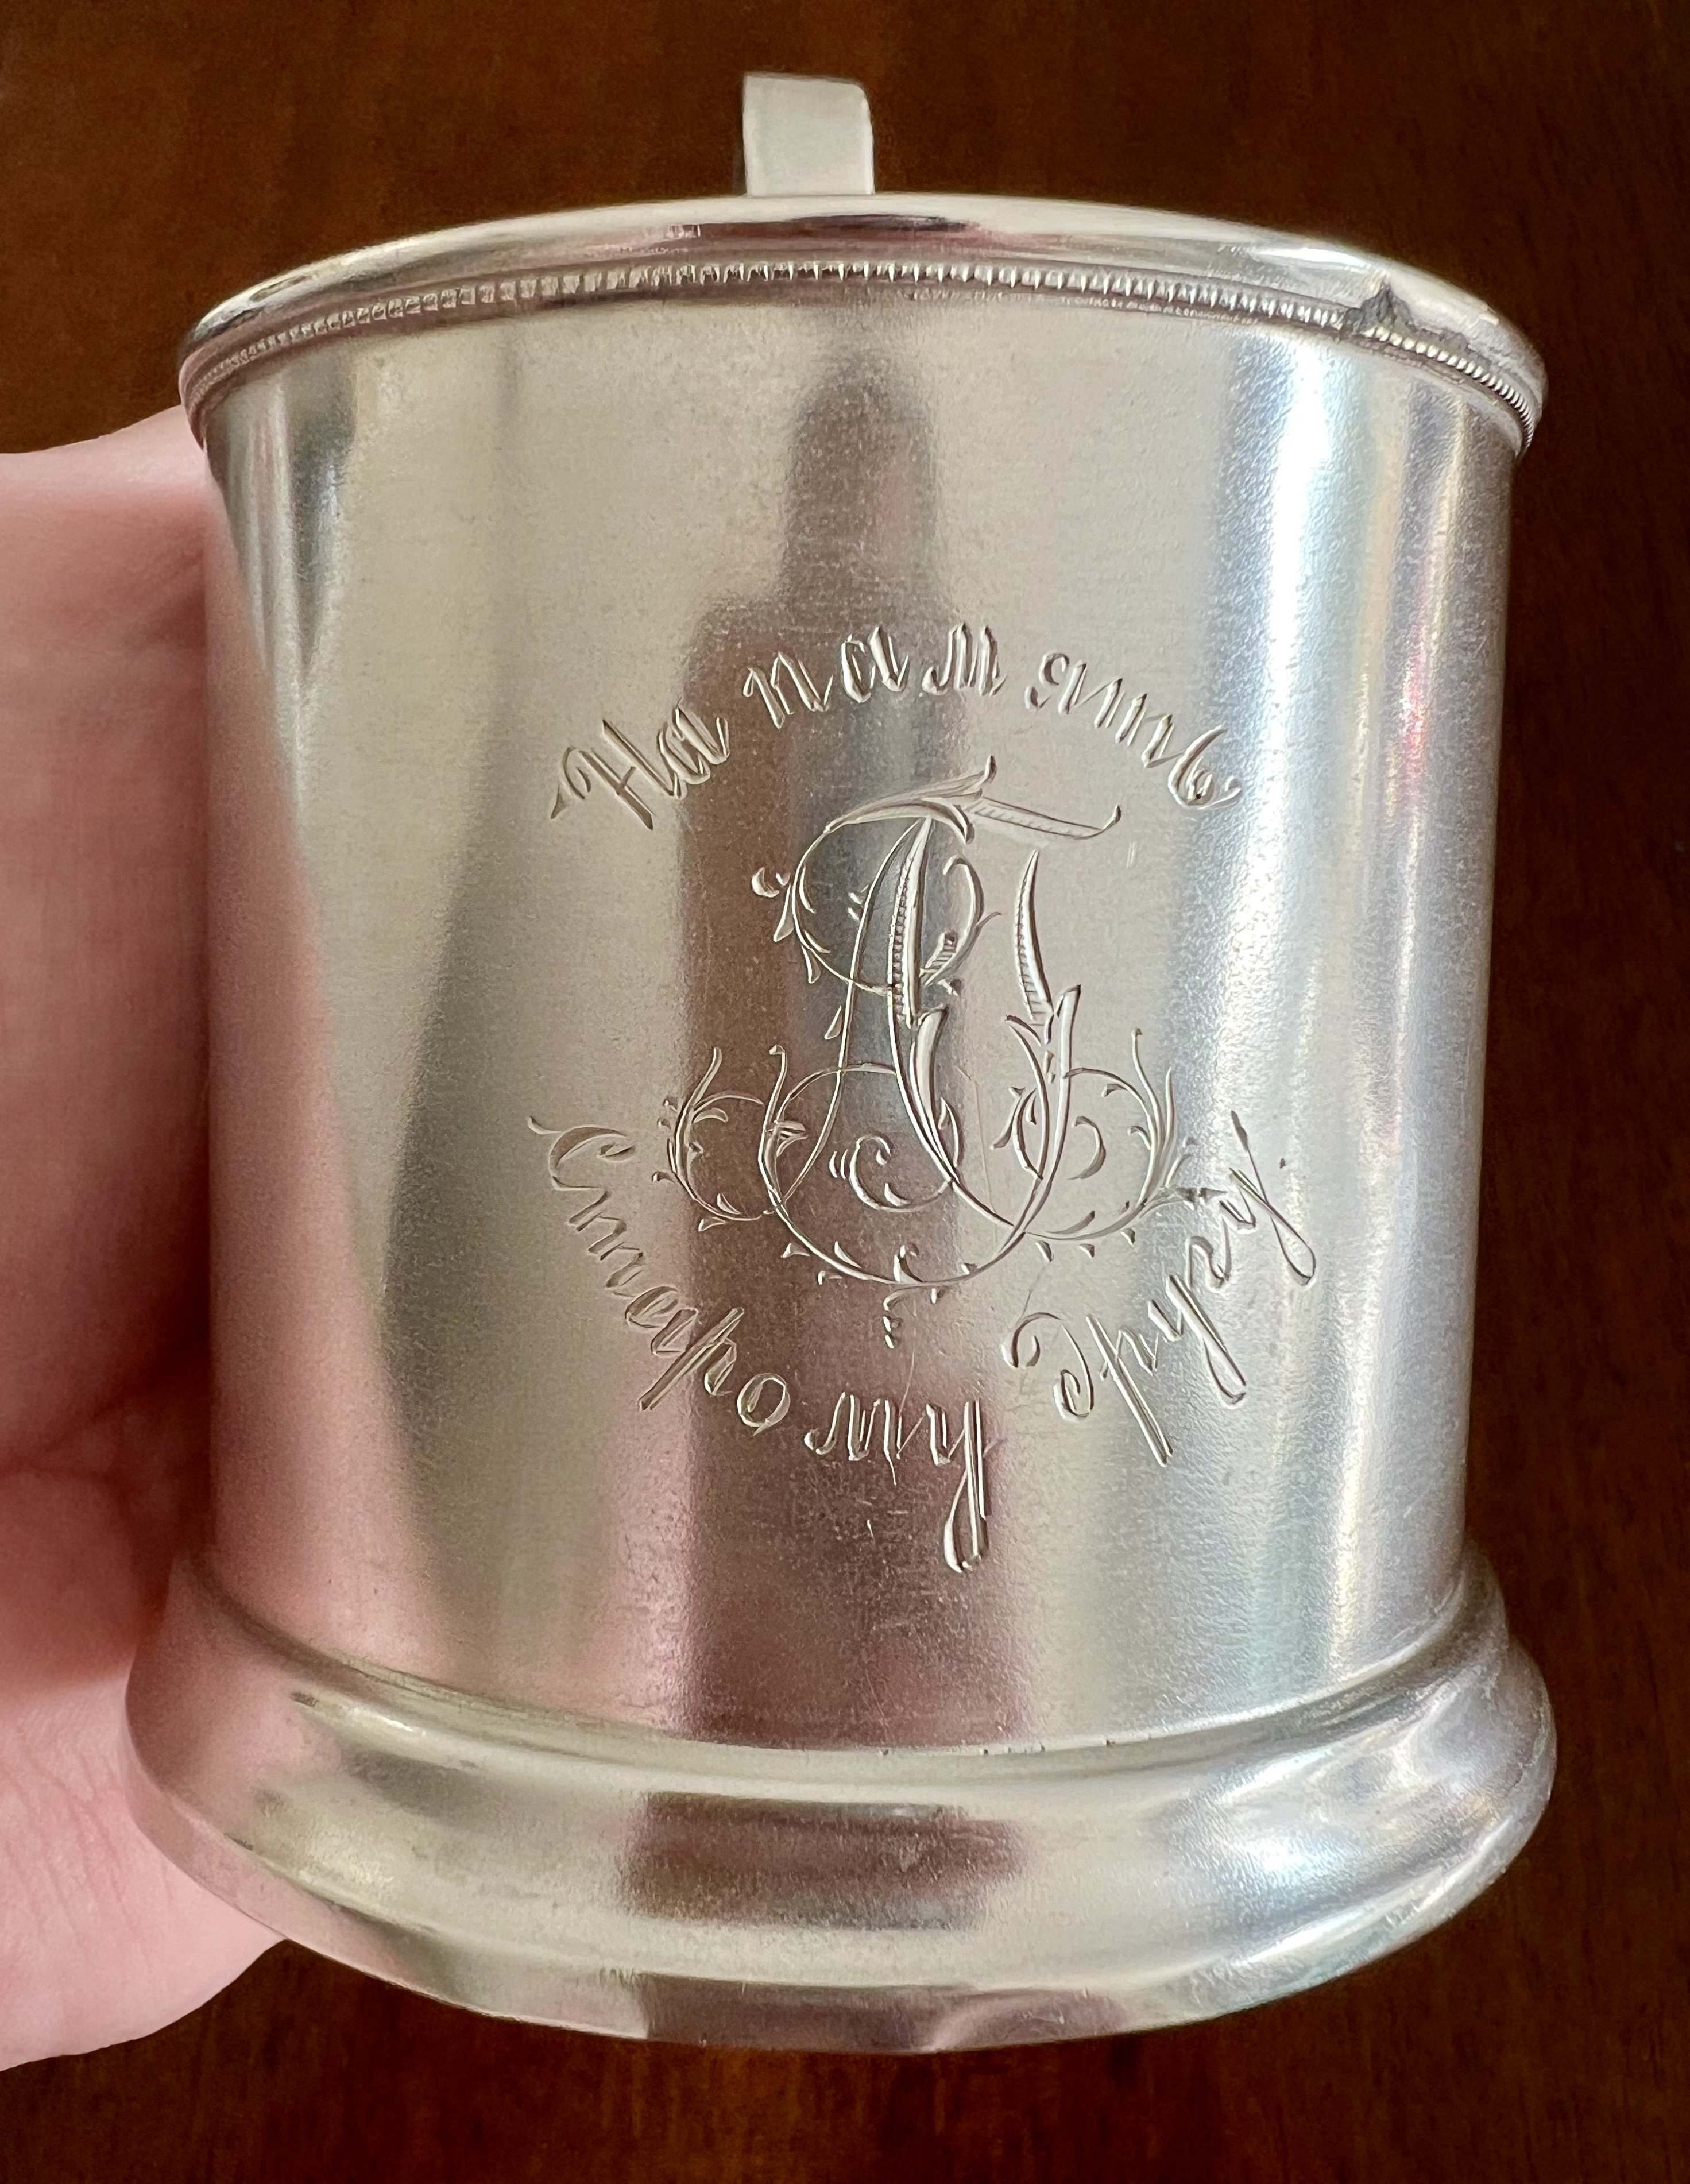 На память
Старому Другу.